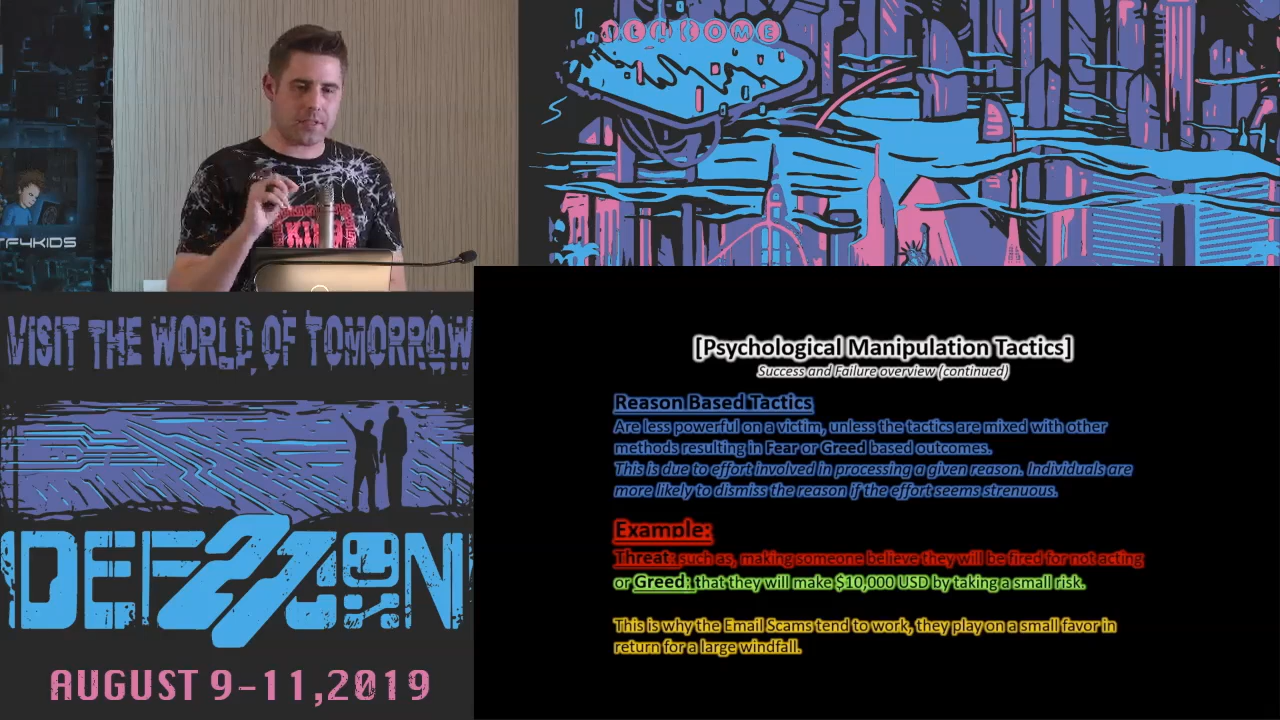 WELCOME
TF4KIDS
VISIT THE WORLD OF TOMORROW
DEFCON
27
AUGUST 9-11,2019
[Psychological Manipulation Tactics]
Success and Failure overview (continued)
Reason Based Tactics
Are less powerful on a victim, unless the tactics are mixed with other
methods resulting in Fear or Greed based outcomes.
This is due to effort involved in processing a given reason. Individuals are
more likely to dismiss the reason if the effort seems strenuous.
Example:
Threat: such as, making someone believe they will be fired for not acting
or Greed: that they will make $10,000 USD by taking a small risk.
This is why the Email Scams tend to work, they play on a small favor in
return for a large windfall.